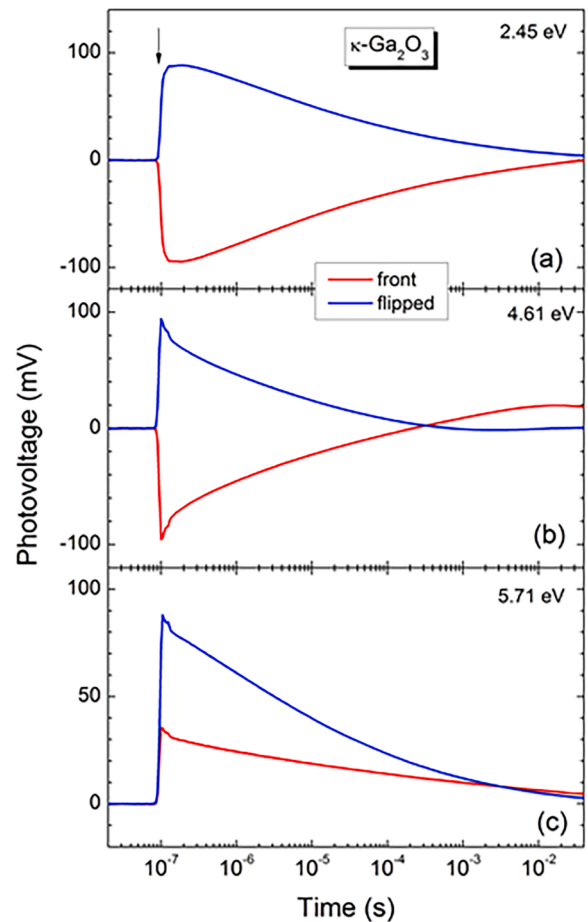 2.45 eV
κ-Ga₂O₃
100
0
-100
(a)
front
flipped
4.61 eV
100
0
-100
(b)
5.71 eV
100
50
0
(c)
Photovoltage (mV)
10⁻⁷ 10⁻⁶ 10⁻⁵ 10⁻⁴ 10⁻³ 10⁻²
Time (s)